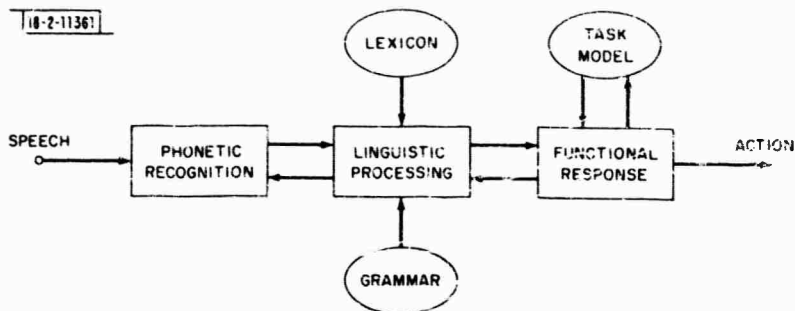 18-2-11361
LEXICON
TASK
MODEL
SPEECH
PHONETIC
RECOGNITION
LINGUISTIC
PROCESSING
FUNCTIONAL
RESPONSE
ACTION
GRAMMAR